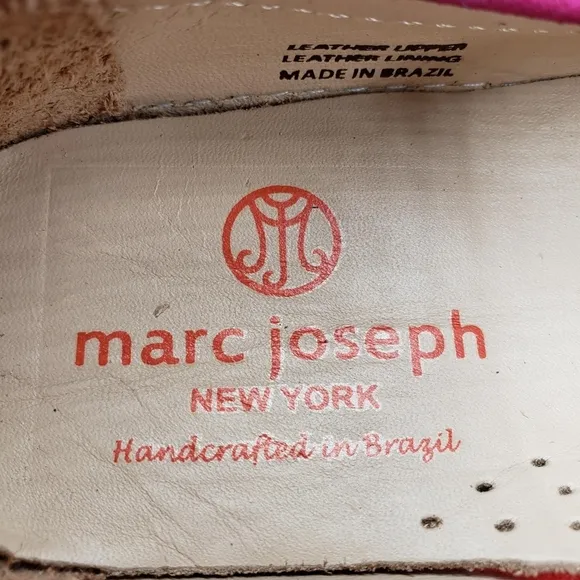 LEATHER UPPER
LEATHER LINING
MADE IN BRAZIL
marc joseph
NEW YORK
Handcrafted in Brazil